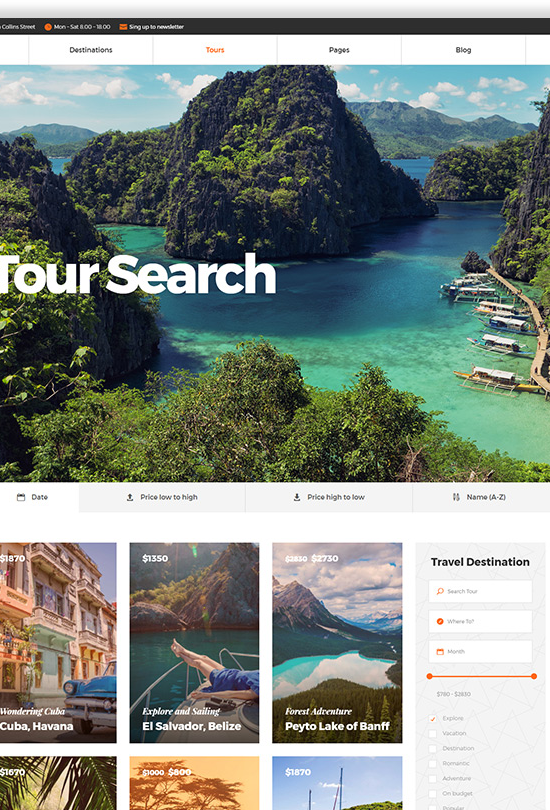 Collins Street Mon - Sat 8.00 - 18.00 Sing up to newsletter
Destinations Tours Pages Blog
Tour Search
Date Price low to high Price high to low Name (A-Z)
$1870
Wondering Cuba
Cuba, Havana
$1350
Explore and Sailing
El Salvador, Belize
$2830 $2730
Forest Adventure
Peyto Lake of Banff
Travel Destination
Search Tour
Where To?
Month
$780 - $2830
Explore
Vacation
Destination
Romantic
Adventure
On budget
Popular
$1670
$1000 $800
$1870